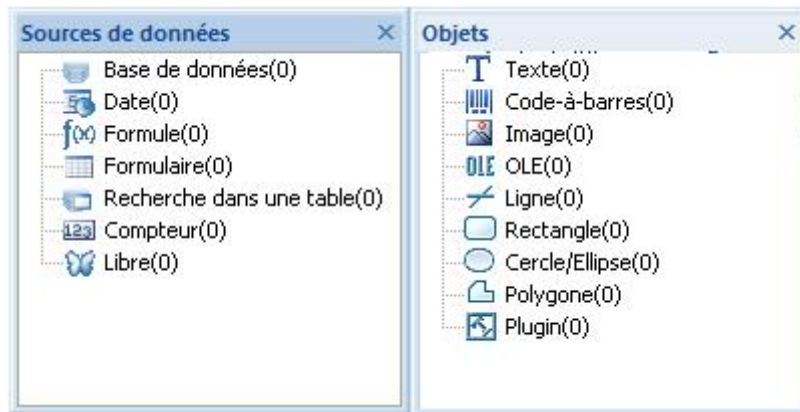 Sources de données
Base de données(0)
Date(0)
Formule(0)
Formulaire(0)
Recherche dans une table(0)
Compteur(0)
Libre(0)
Objets
Texte(0)
Code-à-barres(0)
Image(0)
OLE(0)
Ligne(0)
Rectangle(0)
Cercle/Ellipse(0)
Polygone(0)
Plugin(0)